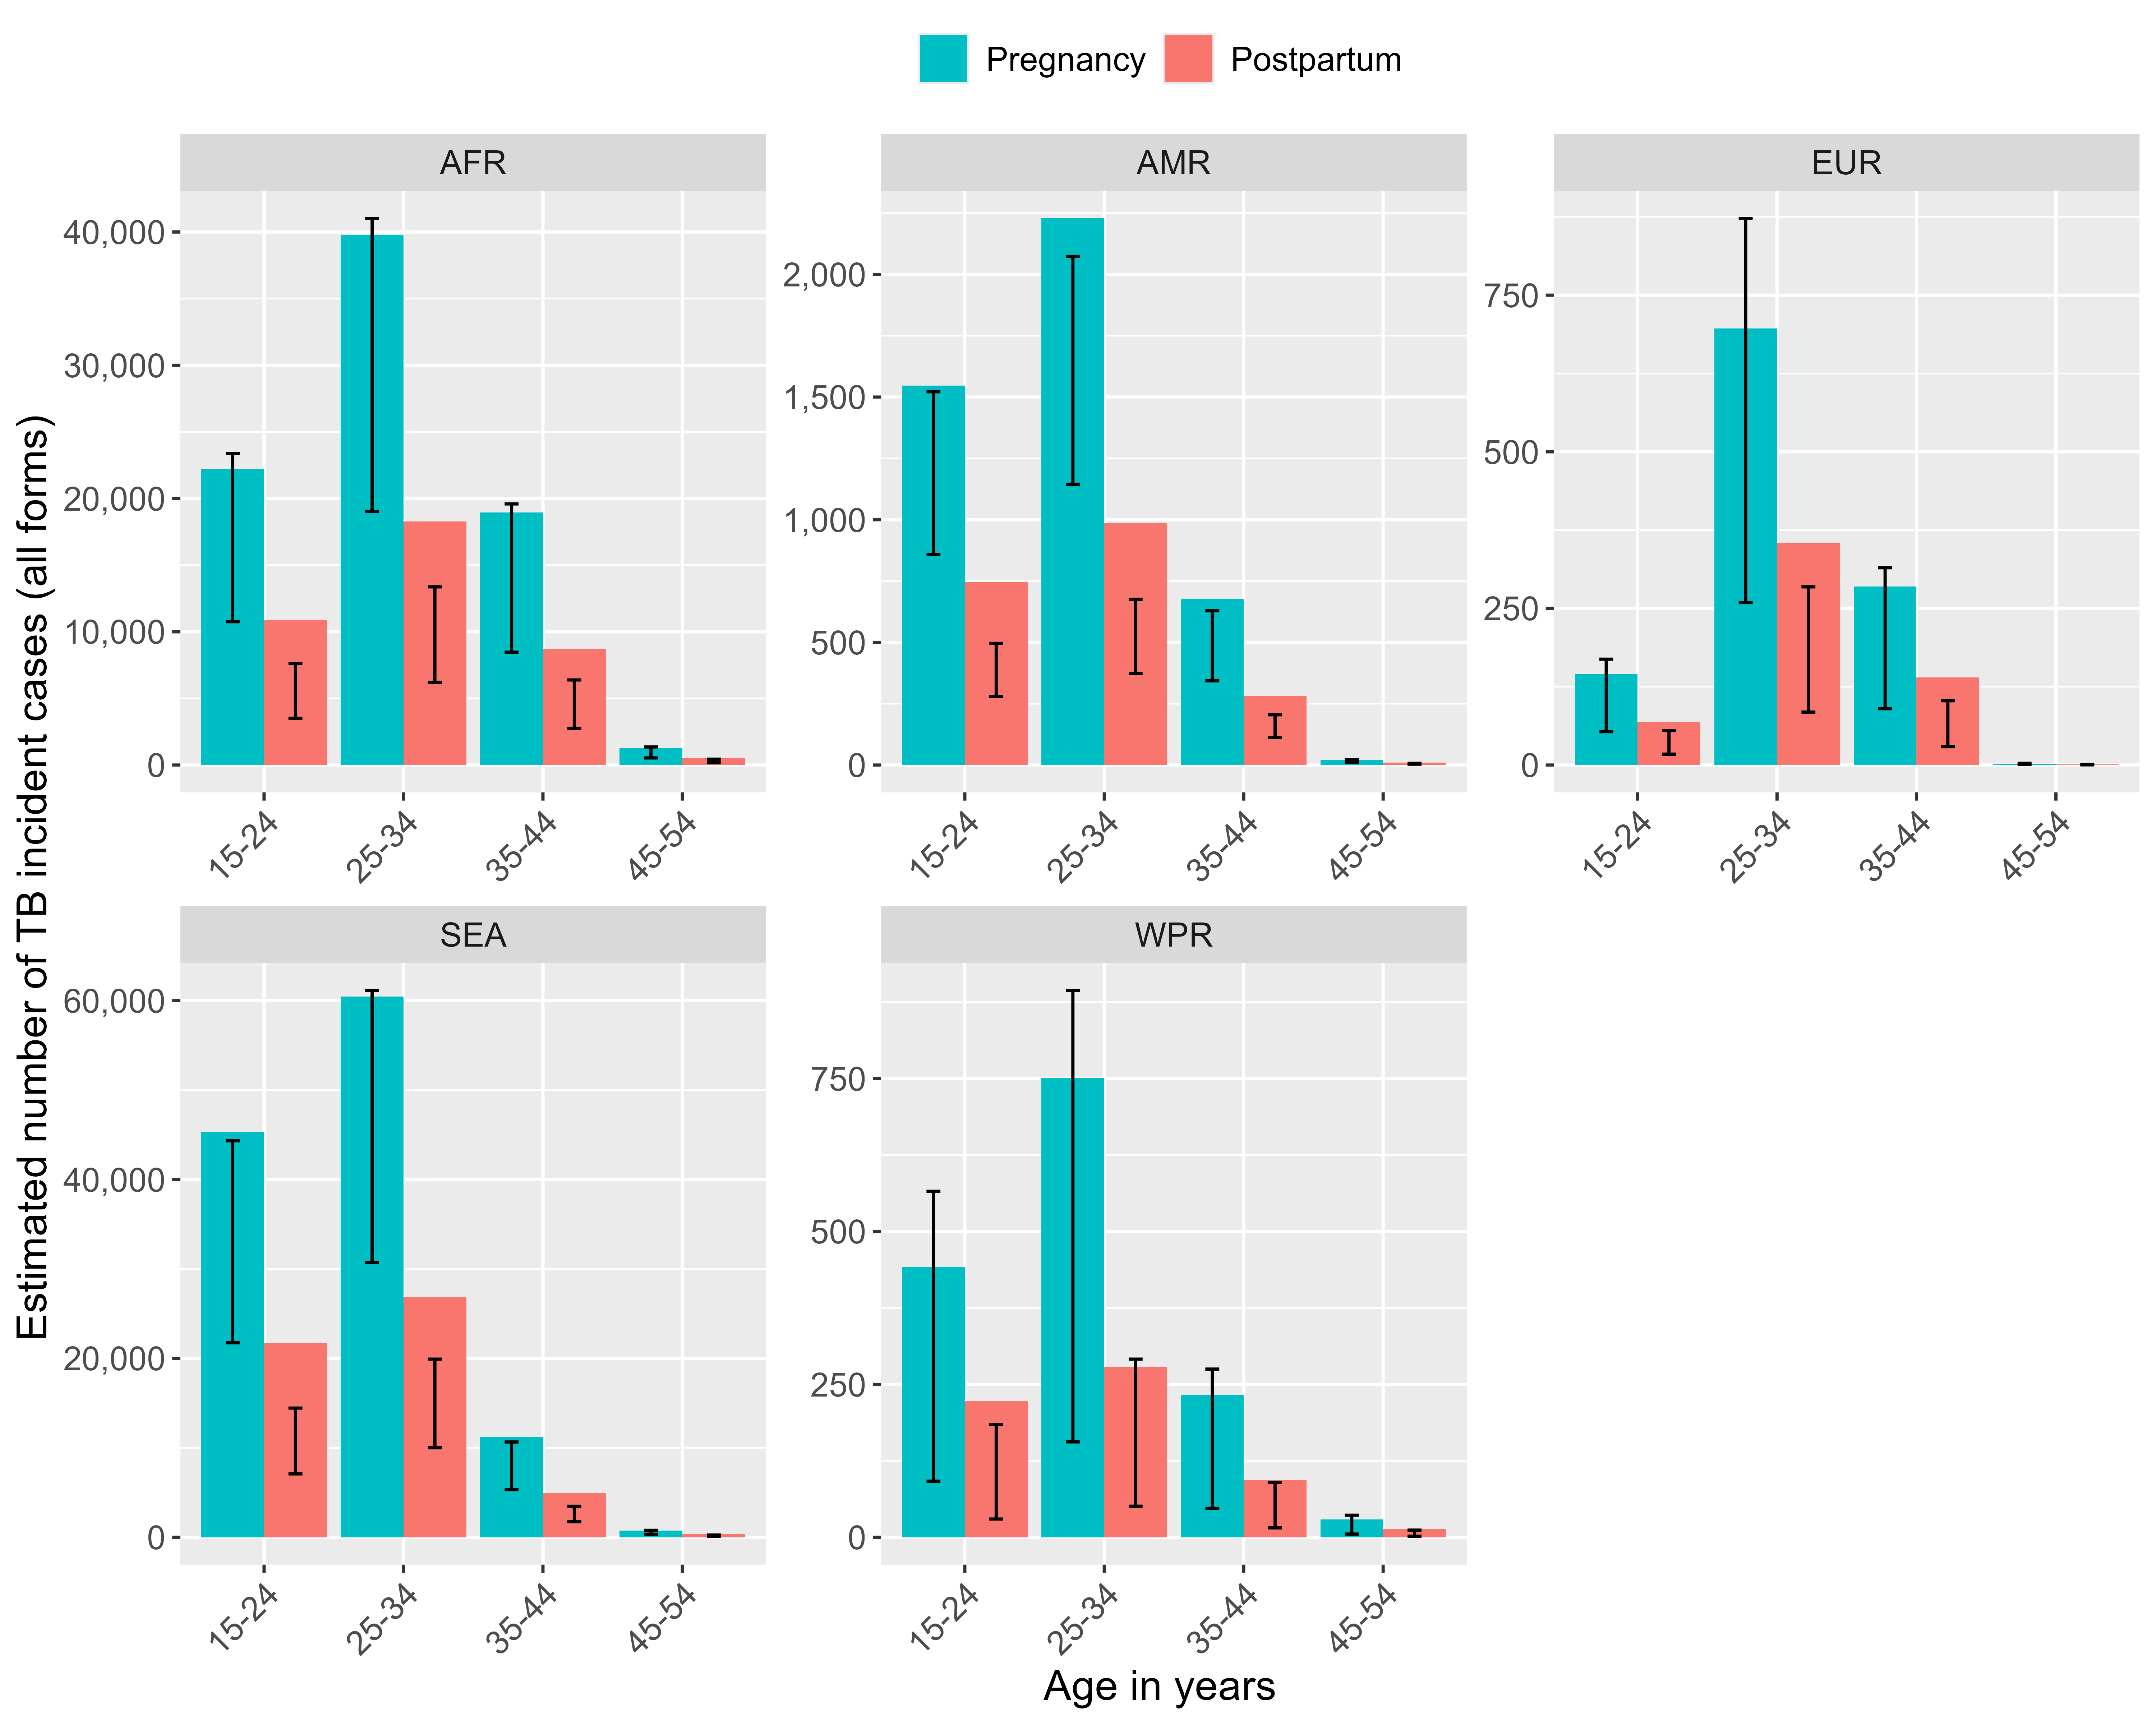 Pregnancy Postpartum
Estimated number of TB incident cases (all forms)
AFR
40,000
30,000
20,000
10,000
0
15-24 25-34 35-44 45-54
AMR
2,000
1,500
1,000
500
0
15-24 25-34 35-44 45-54
EUR
750
500
250
0
15-24 25-34 35-44 45-54
SEA
60,000
40,000
20,000
0
15-24 25-34 35-44 45-54
WPR
750
500
250
0
15-24 25-34 35-44 45-54
Age in years